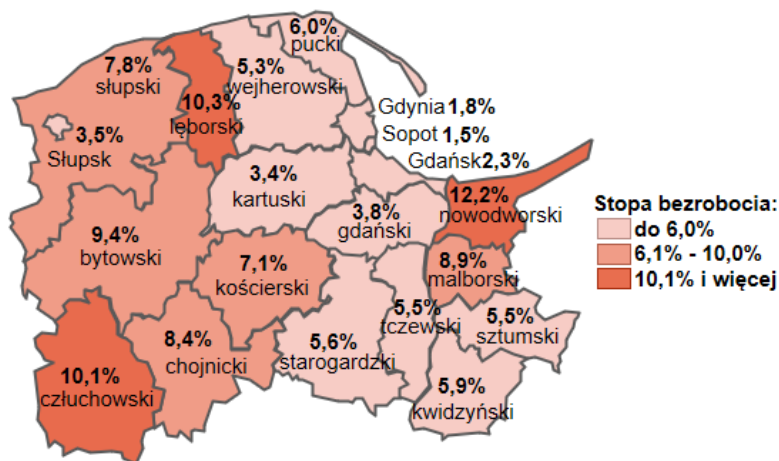 6,0%
pucki
7,8%
słupski
5,3%
wejherowski
10,3%
lęborski
Gdynia 1,8%
Sopot 1,5%
Gdańsk 2,3%
3,5%
Słupsk
3,4%
kartuski
3,8%
gdański
12,2%
nowodworski
9,4%
bytowski
7,1%
kościerski
8,9%
malborski
5,5%
tczewski
5,5%
sztumski
8,4%
chojnicki
5,6%
starogardzki
10,1%
człuchowski
5,9%
kwidzyński
Stopa bezrobocia:
do 6,0%
6,1% - 10,0%
10,1% i więcej